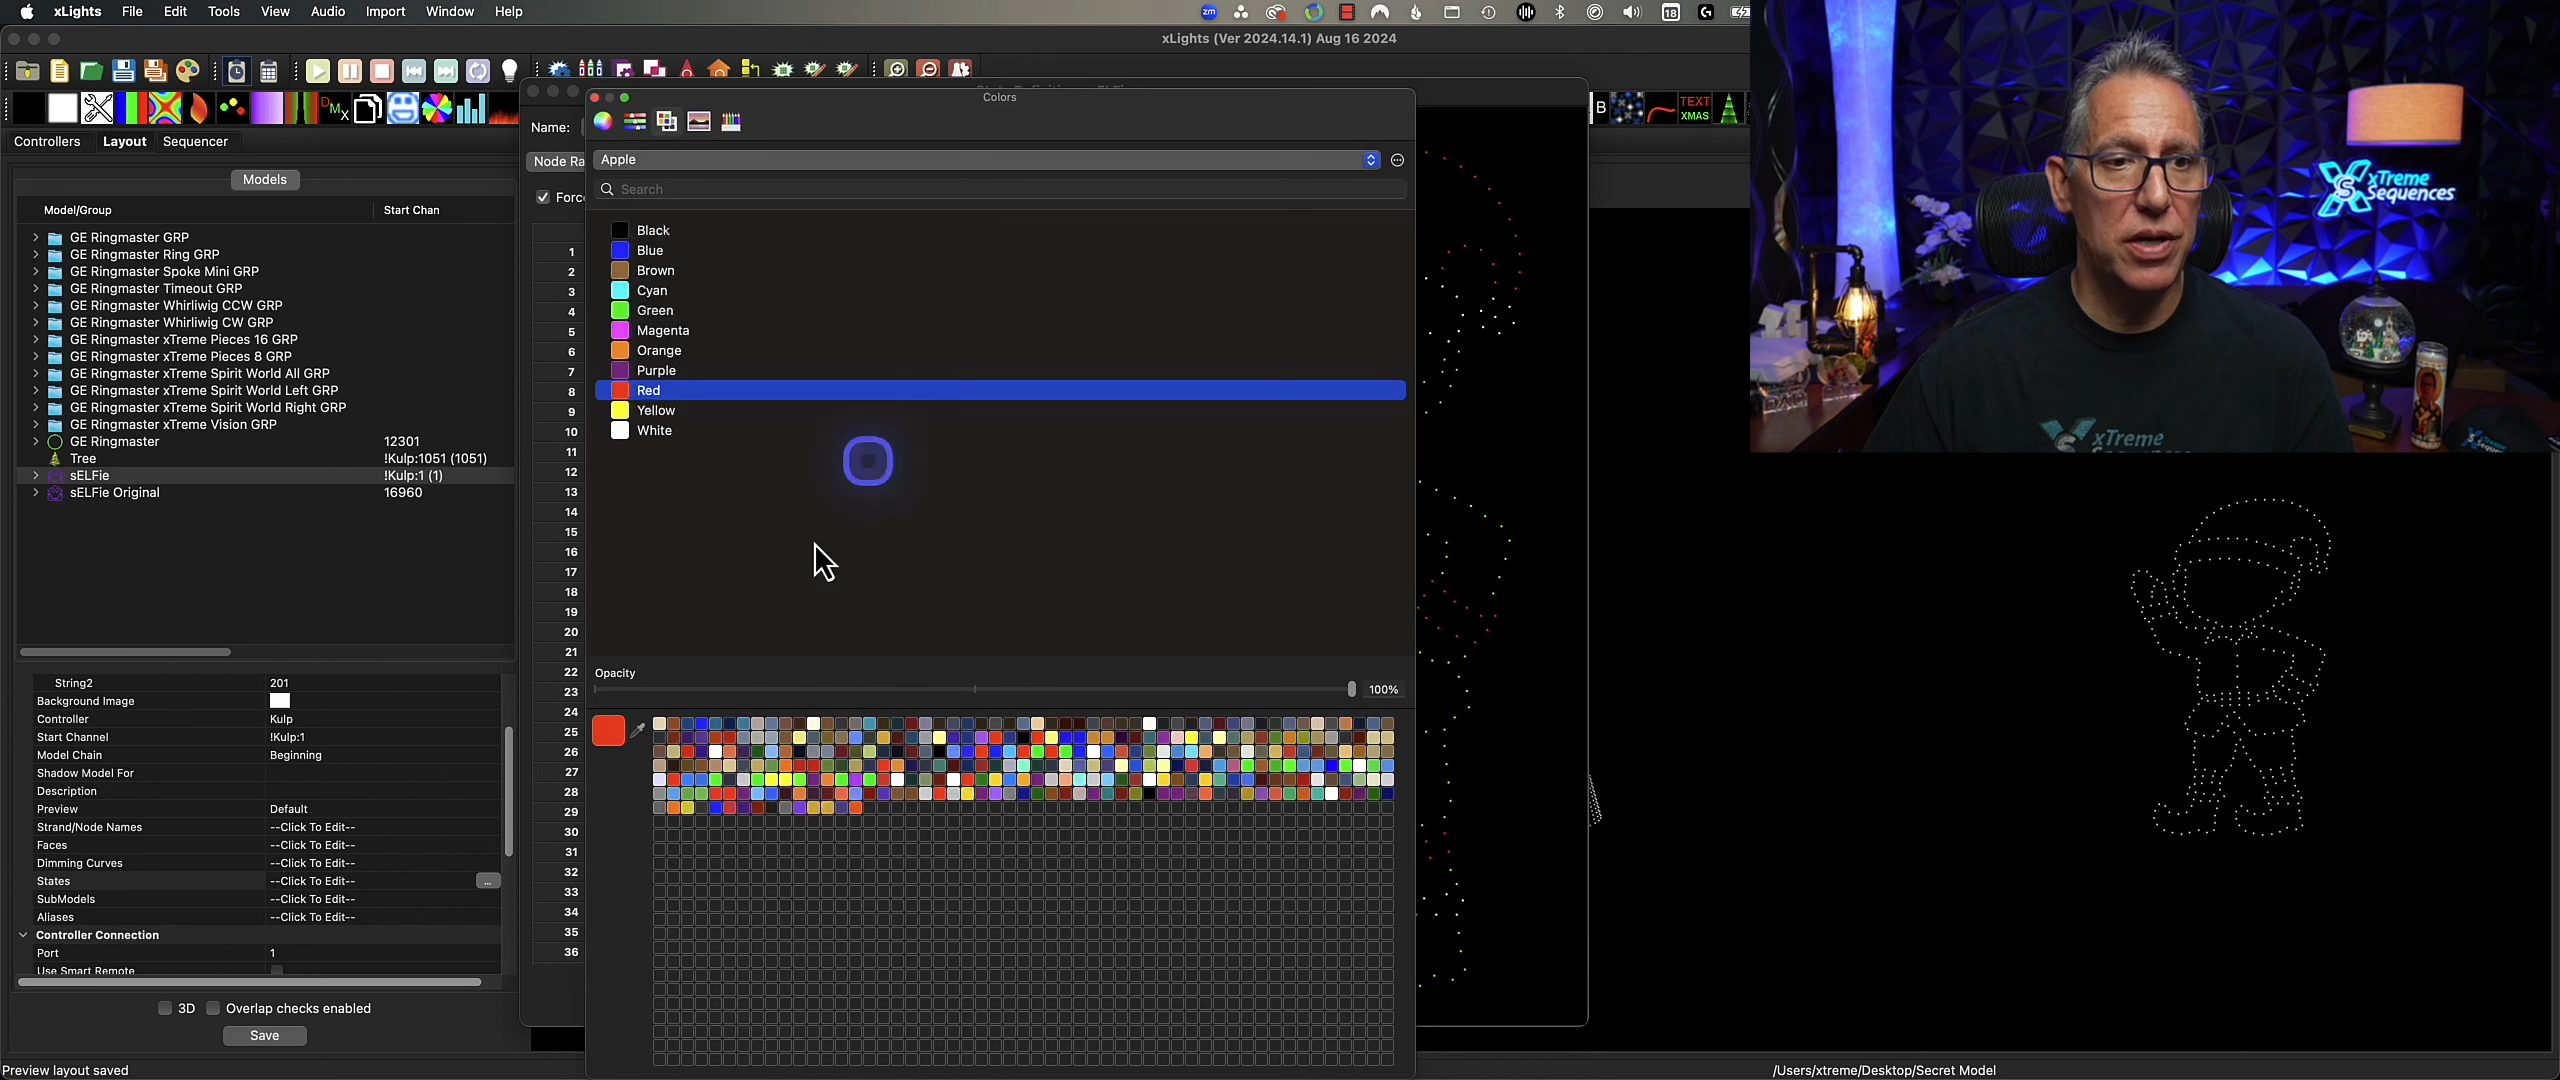 xLights File Edit Tools View Audio Import Window Help
zm
18
xLights (Ver 2024.14.1) Aug 16 2024
DMX
B
TEXT
XMAS
Controllers Layout Sequencer
Models
Model/Group Start Chan
GE Ringmaster GRP
GE Ringmaster Ring GRP
GE Ringmaster Spoke Mini GRP
GE Ringmaster Timeout GRP
GE Ringmaster Whirliwig CCW GRP
GE Ringmaster Whirliwig CW GRP
GE Ringmaster xTreme Pieces 16 GRP
GE Ringmaster xTreme Pieces 8 GRP
GE Ringmaster xTreme Spirit World All GRP
GE Ringmaster xTreme Spirit World Left GRP
GE Ringmaster xTreme Spirit World Right GRP
GE Ringmaster xTreme Vision GRP
GE Ringmaster 12301
Tree !Kulp:1051 (1051)
sELFie !Kulp:1 (1)
sELFie Original 16960
String2 201
Background Image
Controller Kulp
Start Channel !Kulp:1
Model Chain Beginning
Shadow Model For
Description
Preview Default
Strand/Node Names --Click To Edit--
Faces --Click To Edit--
Dimming Curves --Click To Edit--
States --Click To Edit-- ...
SubModels --Click To Edit--
Aliases --Click To Edit--
Controller Connection
Port 1
Use Smart Remote
3D Overlap checks enabled
Save
Preview layout saved
Name:
Node Ra
Forc
1
2
3
4
5
6
7
8
9
10
11
12
13
14
15
16
17
18
19
20
21
22
23
24
25
26
27
28
29
30
31
32
33
34
35
36
Colors
Apple
Search
Black
Blue
Brown
Cyan
Green
Magenta
Orange
Purple
Red
Yellow
White
Opacity
100%
xTreme
Sequences
xTreme
Sequences
/Users/xtreme/Desktop/Secret Model